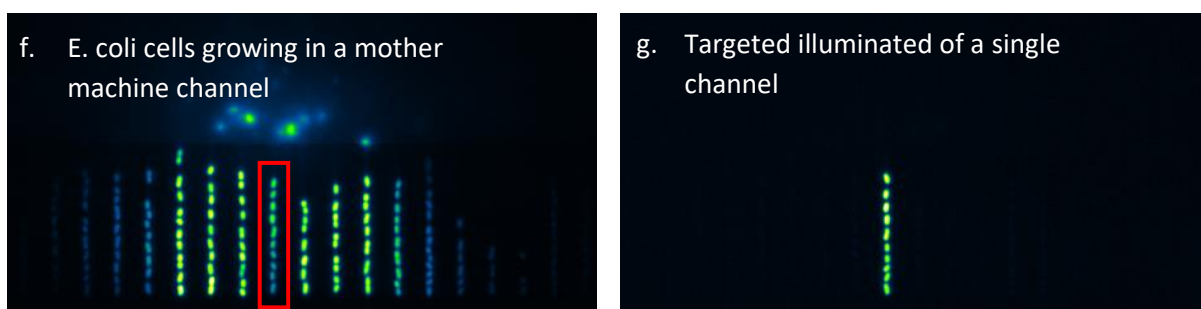 f. E. coli cells growing in a mother
machine channel
g. Targeted illuminated of a single
channel